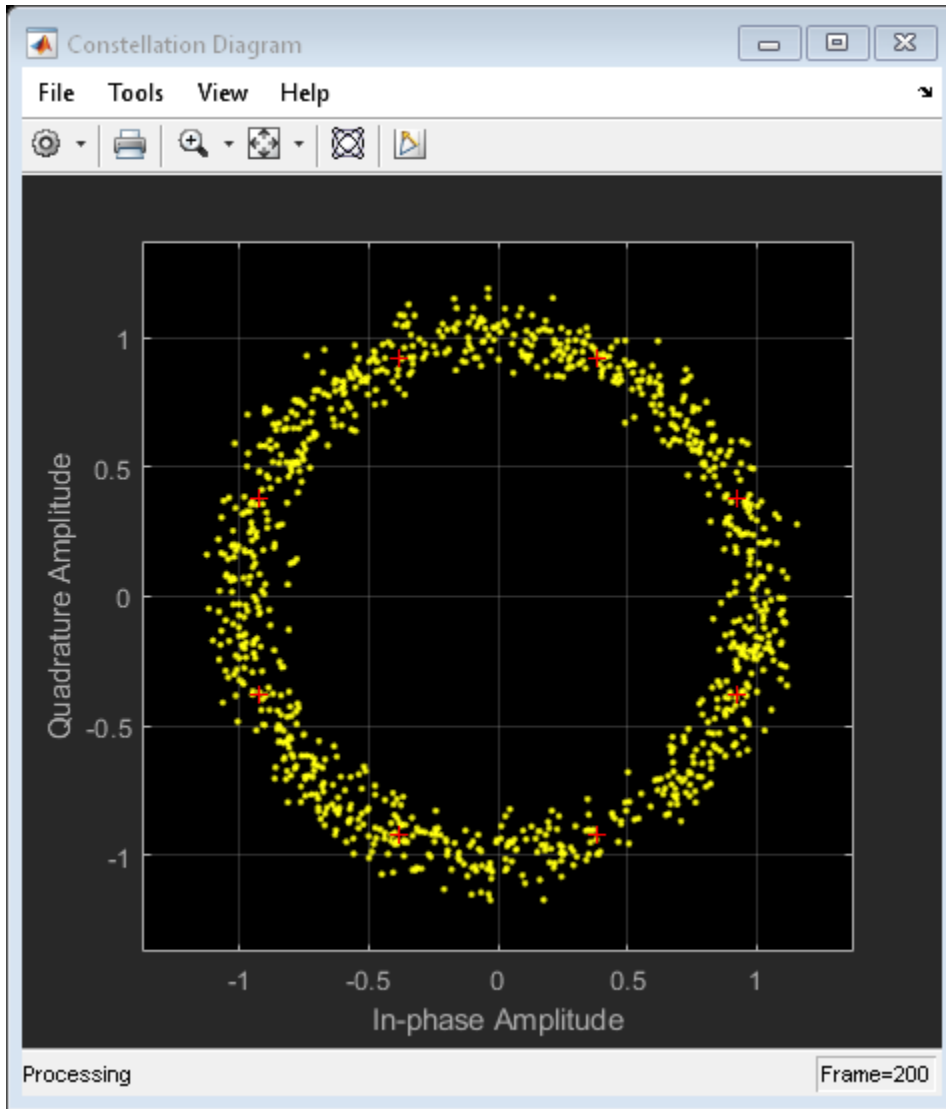 Constellation Diagram
File Tools View Help
1
0.5
0
-0.5
-1
Quadrature Amplitude
-1 -0.5 0 0.5 1
In-phase Amplitude
Processing Frame=200